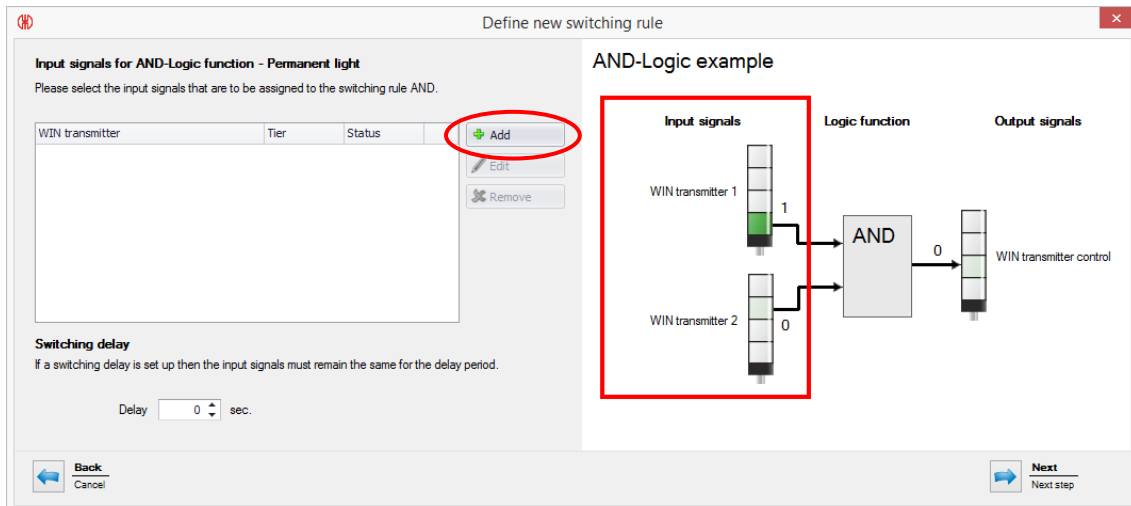 Define new switching rule
Input signals for AND-Logic function - Permanent light
Please select the input signals that are to be assigned to the switching rule AND.
WIN transmitter Tier Status
Add
Edit
Remove
Switching delay
If a switching delay is set up then the input signals must remain the same for the delay period.
Delay 0 sec.
AND-Logic example
Input signals Logic function Output signals
WIN transmitter 1
1
AND
0
WIN transmitter control
WIN transmitter 2
0
Back
Cancel
Next
Next step